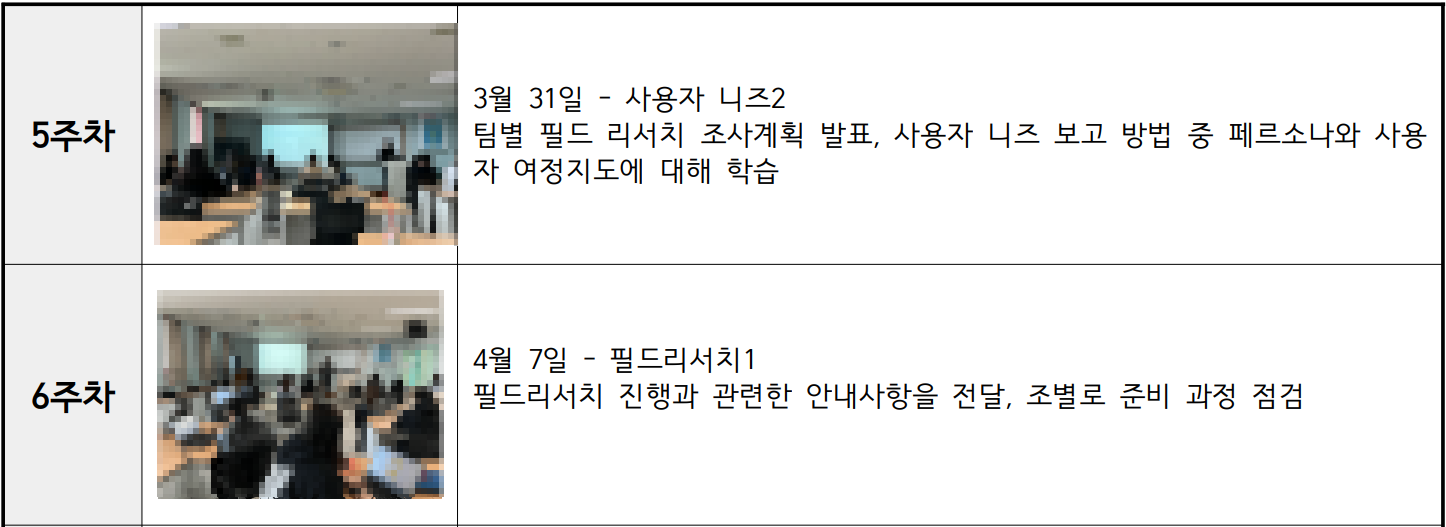 5주차
3월 31일 - 사용자 니즈2
팀별 필드 리서치 조사계획 발표, 사용자 니즈 보고 방법 중 페르소나와 사용
자 여정지도에 대해 학습
6주차
4월 7일 - 필드리서치1
필드리서치 진행과 관련한 안내사항을 전달, 조별로 준비 과정 점검